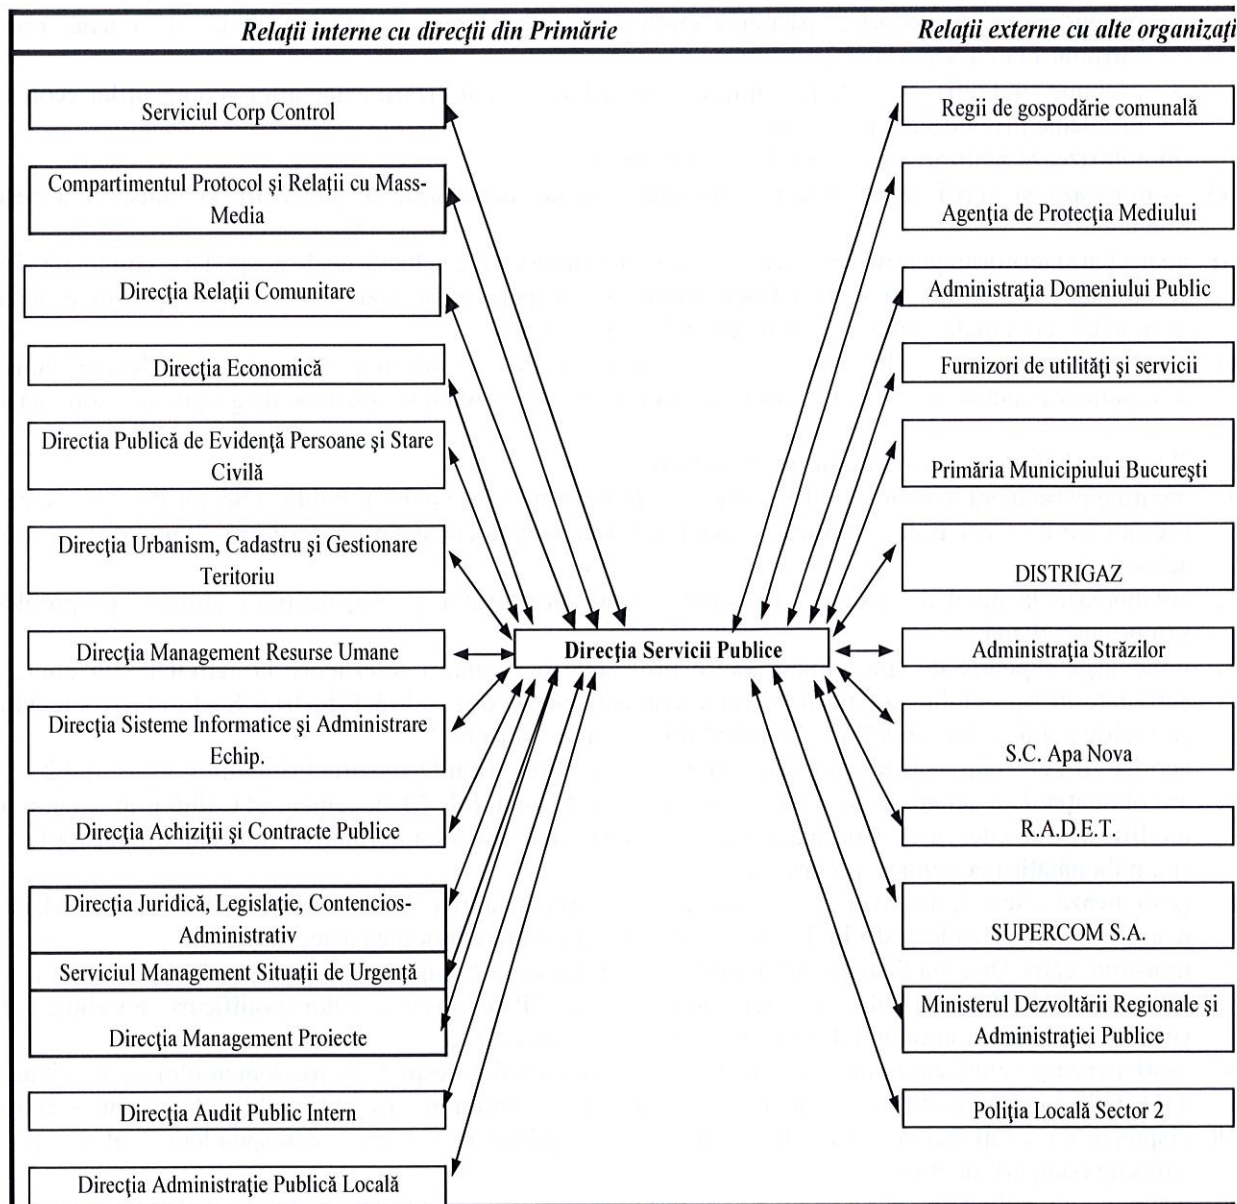 Relaţii interne cu direcţii din Primărie
Relaţii externe cu alte organizaţi
Serviciul Corp Control
Compartimentul Protocol şi Relaţii cu Mass-
Media
Direcţia Relaţii Comunitare
Direcţia Economică
Directia Publică de Evidenţă Persoane şi Stare
Civilă
Direcţia Urbanism, Cadastru şi Gestionare
Teritoriu
Direcţia Management Resurse Umane
Direcţia Sisteme Informatice şi Administrare
Echip.
Direcţia Achiziţii şi Contracte Publice
Direcţia Juridică, Legislaţie, Contencios-
Administrativ
Serviciul Management Situaţii de Urgenţă
Direcţia Management Proiecte
Direcţia Audit Public Intern
Direcţia Administraţie Publică Locală
Direcţia Servicii Publice
Regii de gospodărie comunală
Agenţia de Protecţia Mediului
Administraţia Domeniului Public
Furnizori de utilităţi şi servicii
Primăria Municipiului Bucureşti
DISTRIGAZ
Administraţia Străzilor
S.C. Apa Nova
R.A.D.E.T.
SUPERCOM S.A.
Ministerul Dezvoltării Regionale şi
Administraţiei Publice
Poliţia Locală Sector 2